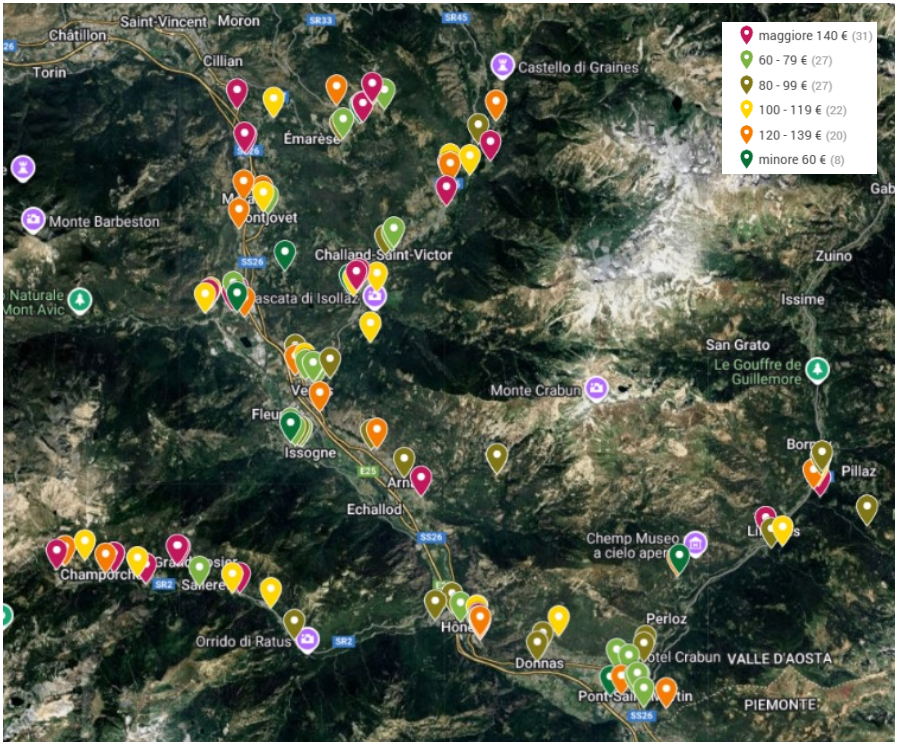 Saint-Vincent Moron
SR33
SR45
Châtillon
26
Torin
Cillian
Castello di Graines
maggiore 140 € (31)
60 - 79 € (27)
80 - 99 € (27)
100 - 119 € (22)
120 - 139 € (20)
minore 60 € (8)
Émarèse
Gab
Monte Barbeston
ontjovet
SS26
Challand-Saint-Victor
Zuino
Naturale
Mont Avic
ascata di Isollaz
Issime
San Grato
Le Gouffre de
Guillemore
Monte Crabun
Fleu
Issogne
E25
Pillaz
Echallod
SS26
Chemp Museo
a cielo aper
Champorch
SR2
Orrido di Ratus
SR2
Hône
Perloz
otel Crabun
VALLE D'AOSTA
Donnas
PIEMONTE
SS26